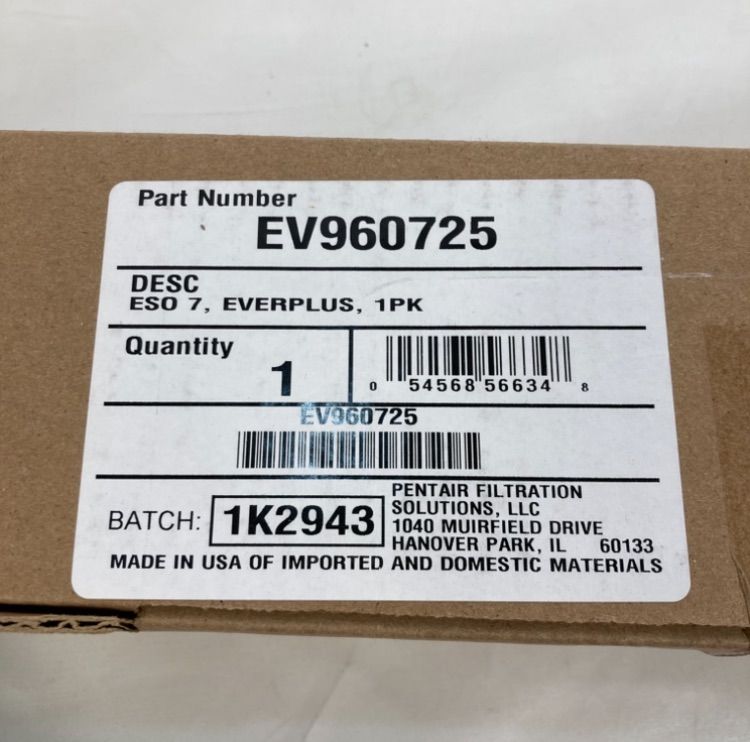 Part Number
EV960725
DESC
ESO 7, EVERPLUS, 1PK
Quantity
1
0 54568 56634 8
EV960725
BATCH: 1K2943
PENTAIR FILTRATION
SOLUTIONS, LLC
1040 MUIRFIELD DRIVE
HANOVER PARK, IL 60133
MADE IN USA OF IMPORTED AND DOMESTIC MATERIALS